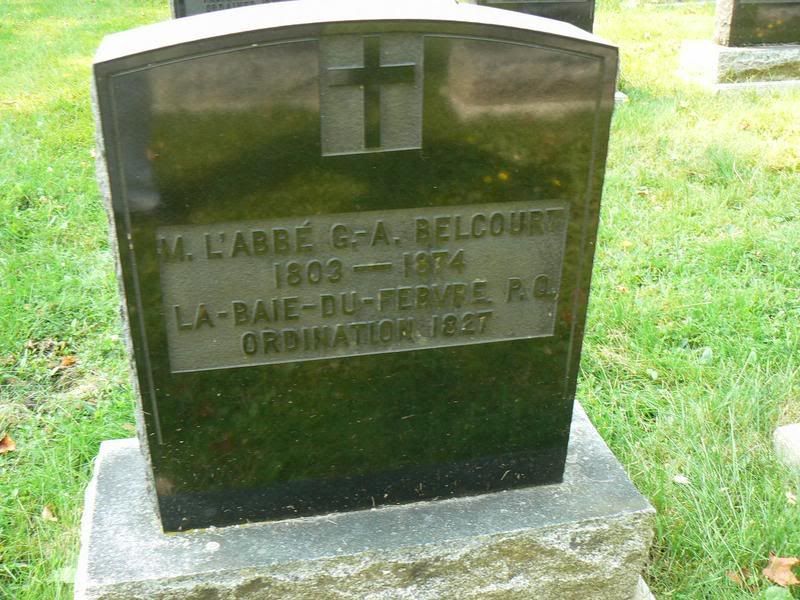 M. L'ABBÉ G.-A. BELCOURT
1803 — 1874
LA-BAIE-DU-FEBVRE, P.Q.,
ORDINATION, 1827